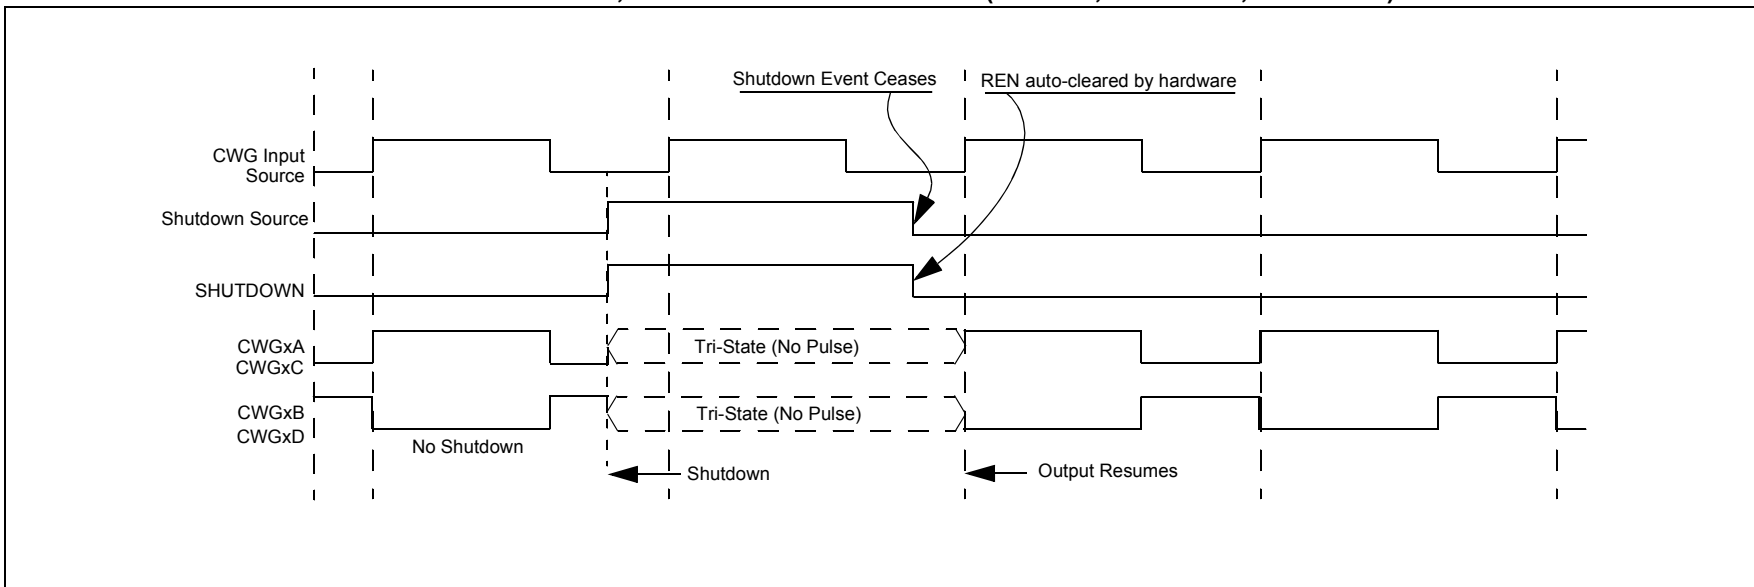 Shutdown Event Ceases
REN auto-cleared by hardware
CWG Input
Source
Shutdown Source
SHUTDOWN
CWGxA
CWGxC
Tri-State (No Pulse)
CWGxB
CWGxD
Tri-State (No Pulse)
No Shutdown
Shutdown
Output Resumes